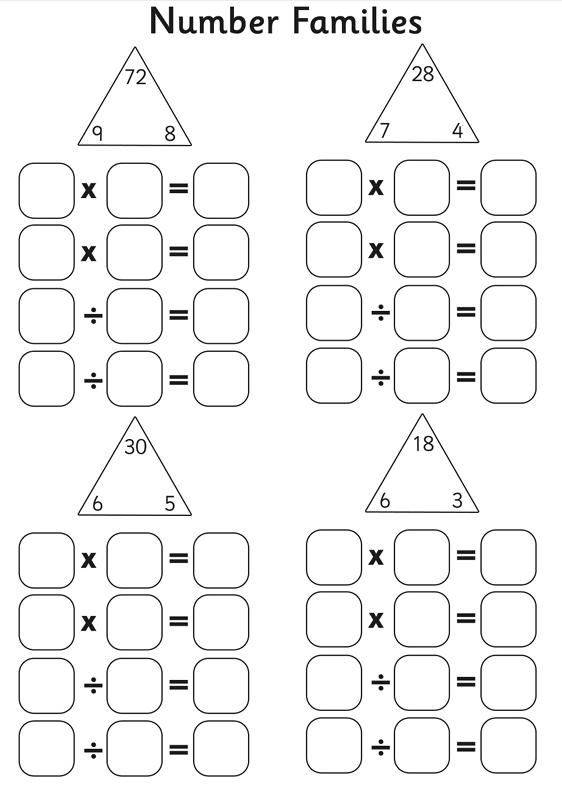 Number Families
72
9 8
x =
x =
÷ =
÷ =
28
7 4
x =
x =
÷ =
÷ =
30
6 5
x =
x =
÷ =
÷ =
18
6 3
x =
x =
÷ =
÷ =